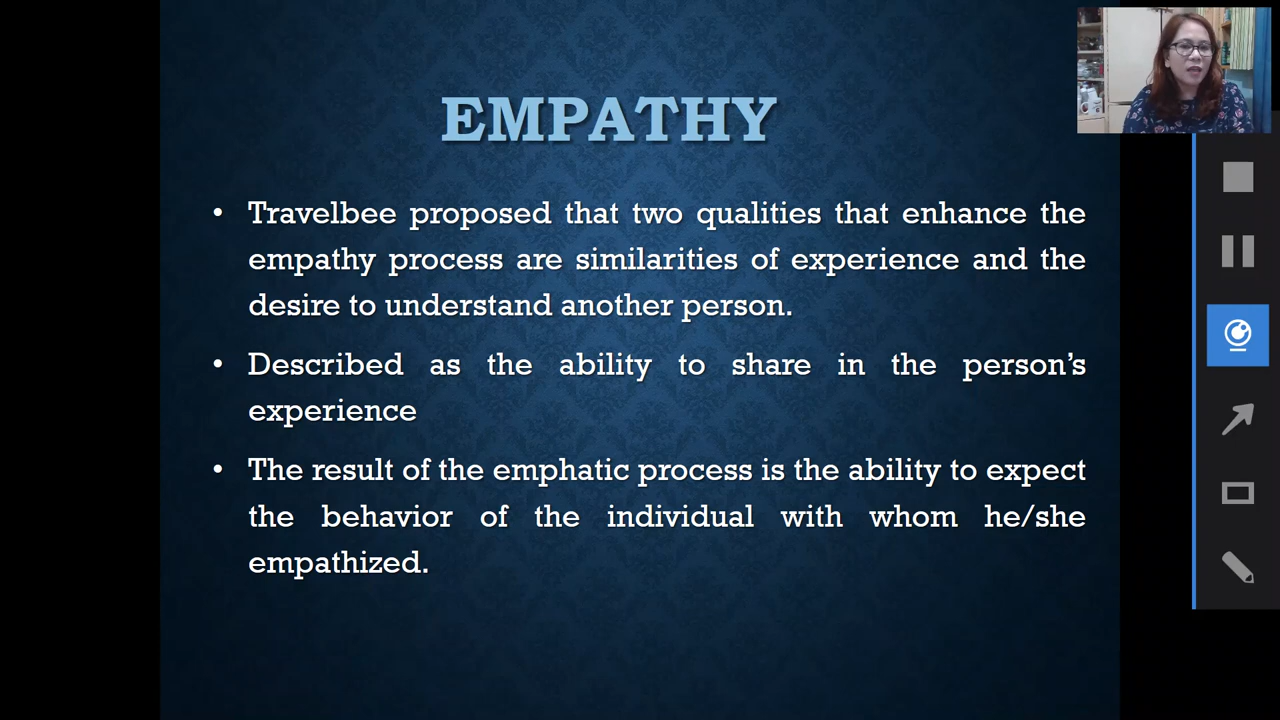 EMPATHY
• Travelbee proposed that two qualities that enhance the
empathy process are similarities of experience and the
desire to understand another person.
• Described as the ability to share in the person’s
experience
• The result of the emphatic process is the ability to expect
the behavior of the individual with whom he/she
empathized.